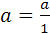 a = a/1